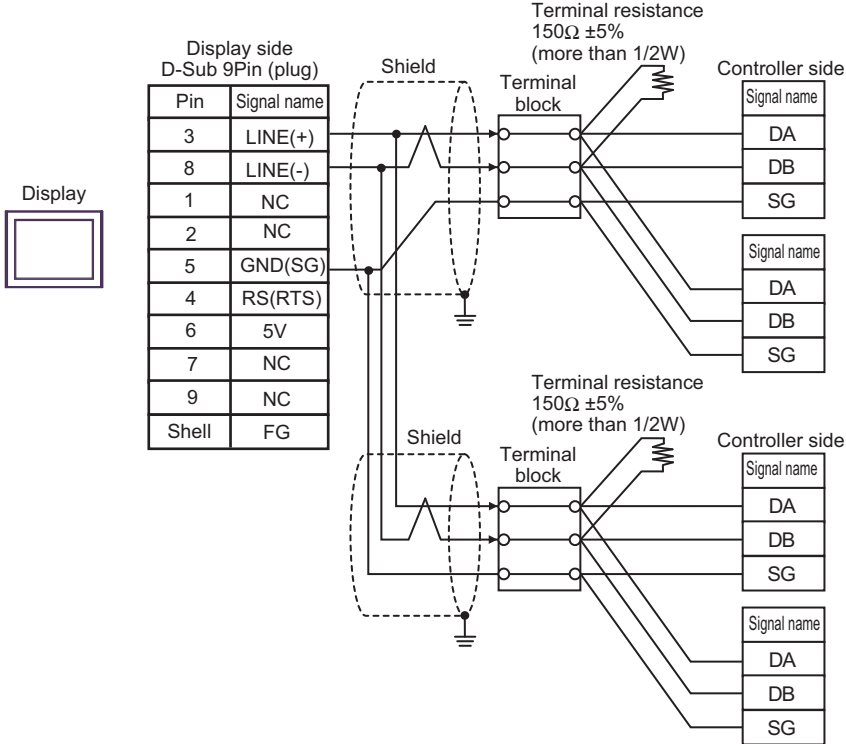 Display
Display side
D-Sub 9Pin (plug)
Pin Signal name
3 LINE(+)
8 LINE(-)
1 NC
2 NC
5 GND(SG)
4 RS(RTS)
6 5V
7 NC
9 NC
Shell FG
Shield
Terminal
block
Terminal resistance
150Ω ±5%
(more than 1/2W)
Controller side
Signal name
DA
DB
SG
Signal name
DA
DB
SG
Shield
Terminal
block
Terminal resistance
150Ω ±5%
(more than 1/2W)
Controller side
Signal name
DA
DB
SG
Signal name
DA
DB
SG